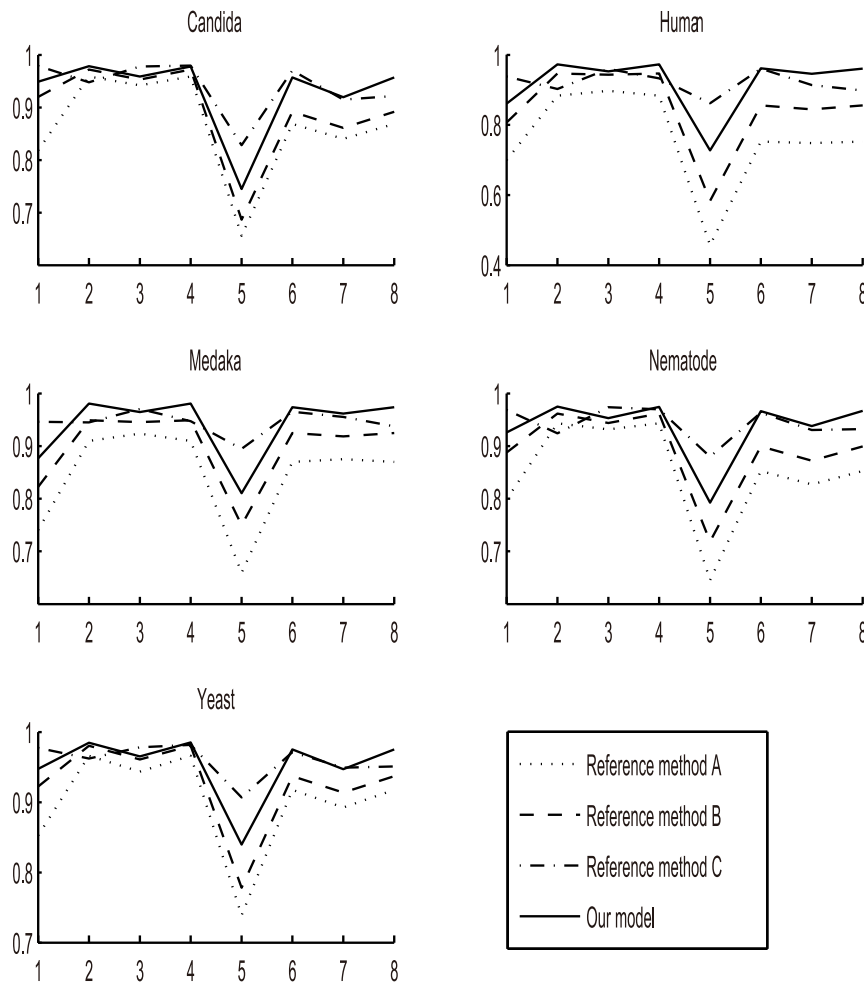 Candida
1
0.9
0.8
0.7
1 2 3 4 5 6 7 8
Human
1
0.8
0.6
0.4
1 2 3 4 5 6 7 8
Medaka
1
0.9
0.8
0.7
1 2 3 4 5 6 7 8
Nematode
1
0.9
0.8
0.7
1 2 3 4 5 6 7 8
Yeast
1
0.9
0.8
0.7
1 2 3 4 5 6 7 8
Reference method A
Reference method B
Reference method C
Our model